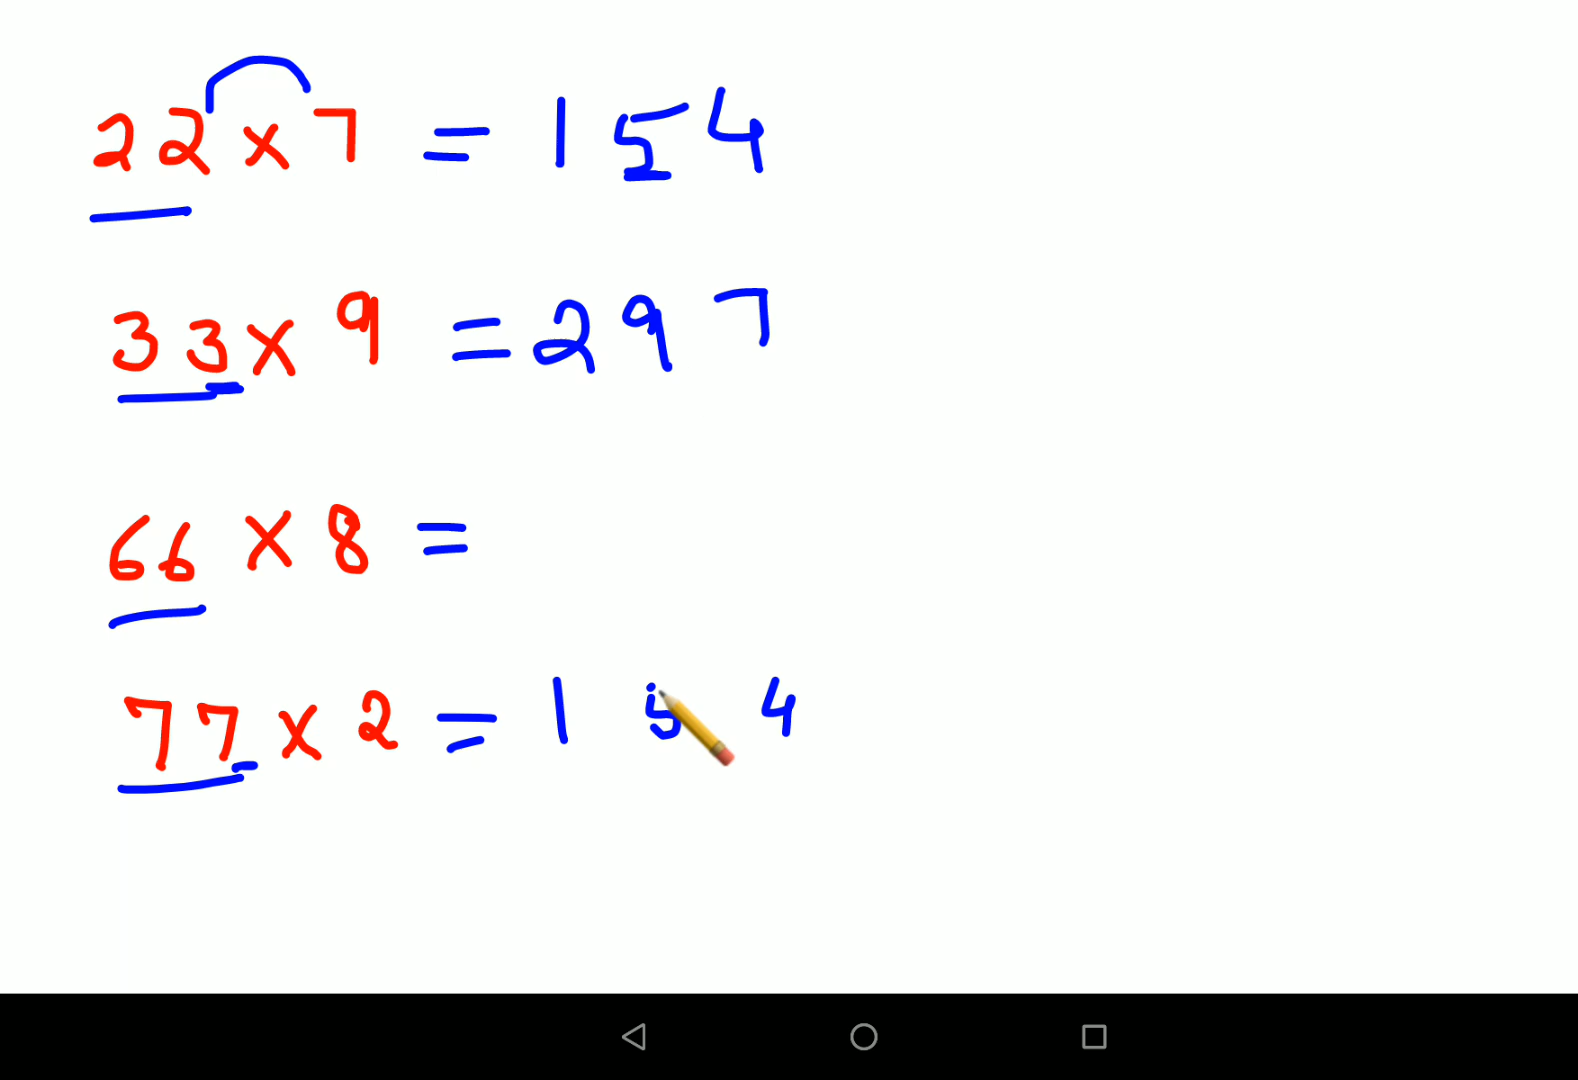 22 × 7 = 154
33 × 9 = 297
66 × 8 =
77 × 2 = 154